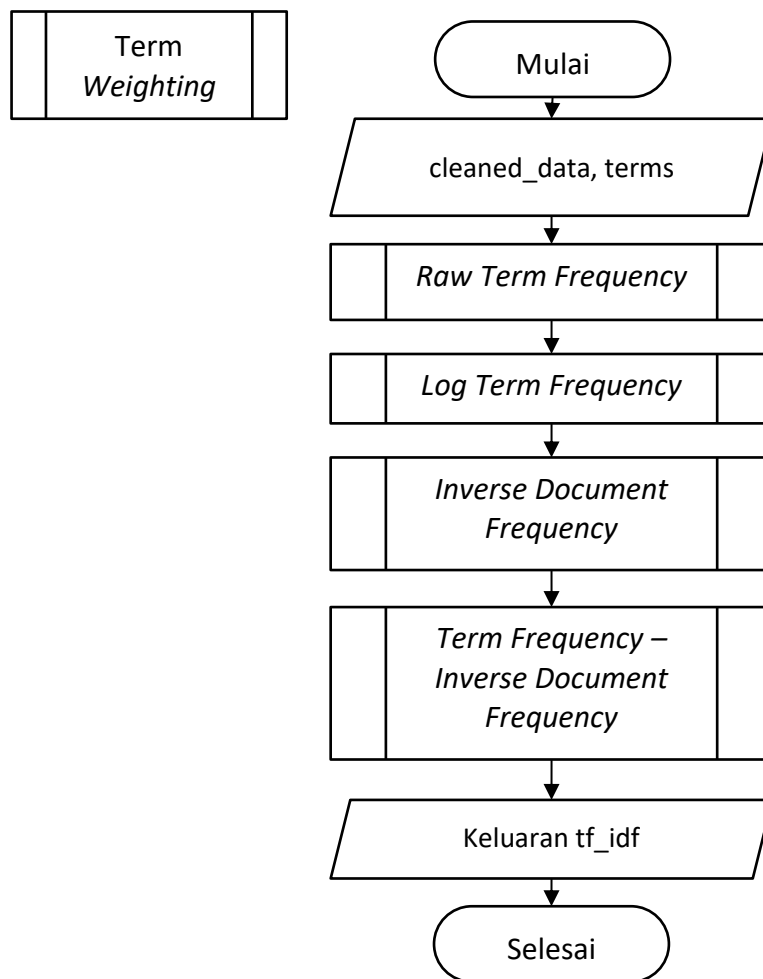 Term
Weighting
Mulai
cleaned_data, terms
Raw Term Frequency
Log Term Frequency
Inverse Document
Frequency
Term Frequency –
Inverse Document
Frequency
Keluaran tf_idf
Selesai